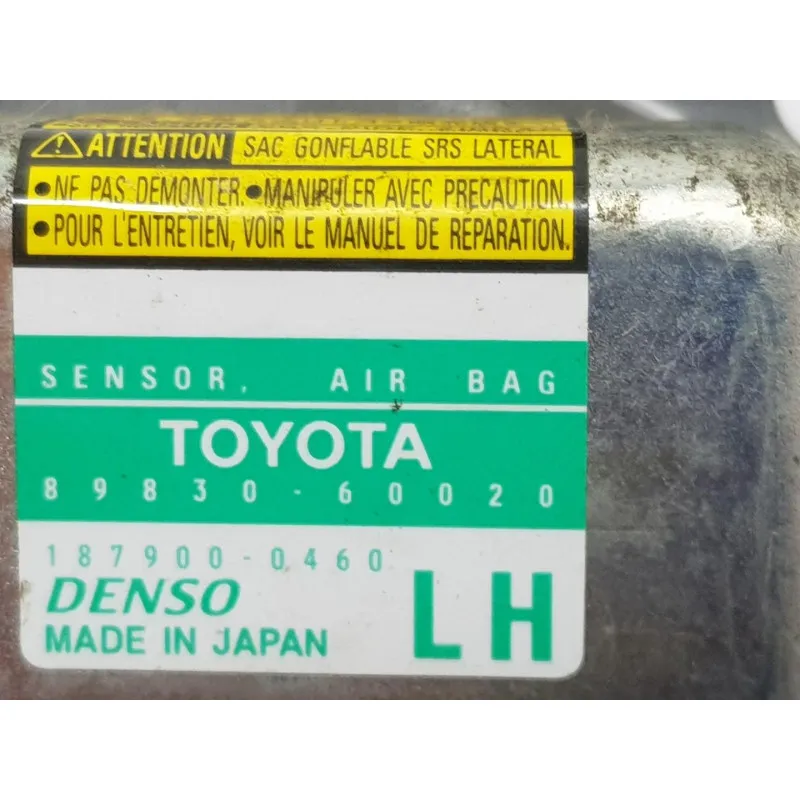 ATTENTION SAC GONFLABLE SRS LATERAL
•NE PAS DEMONTER. •MANIPULER AVEC PRECAUTION.
•POUR L'ENTRETIEN, VOIR LE MANUEL DE REPARATION.
SENSOR, AIR BAG
TOYOTA
89830-60020
187900-0460
DENSO
MADE IN JAPAN
LH